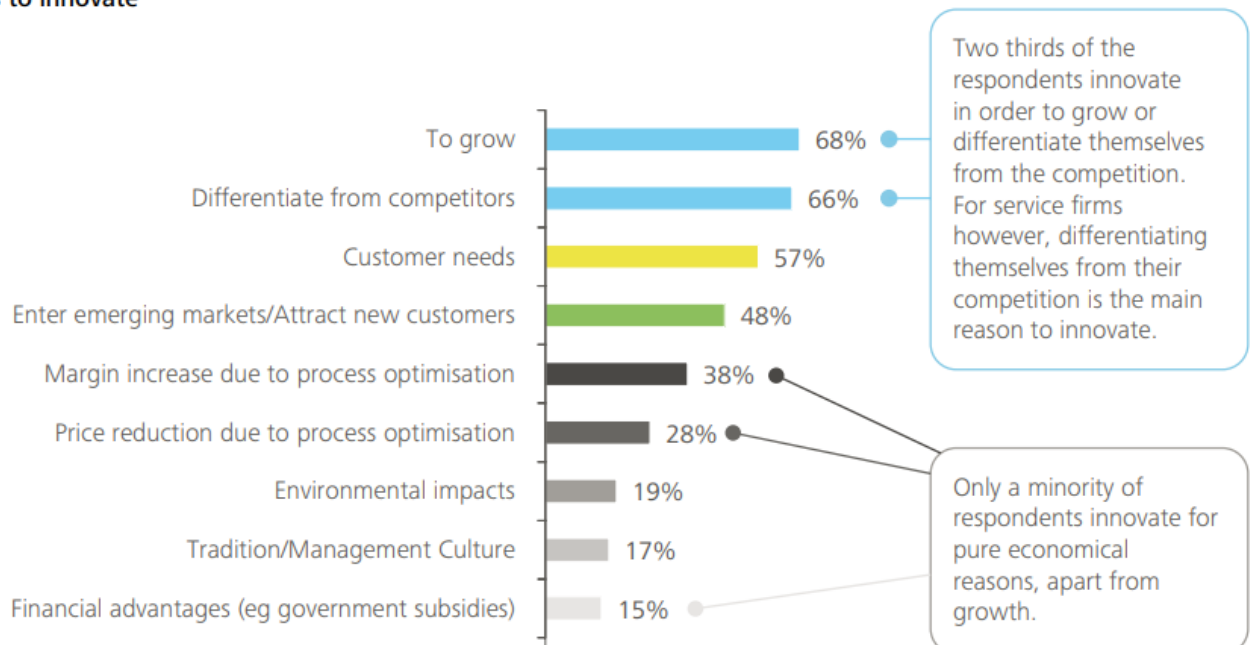 to innovate
To grow
68%
Differentiate from competitors
66%
Customer needs
57%
Enter emerging markets/Attract new customers
48%
Margin increase due to process optimisation
38%
Price reduction due to process optimisation
28%
Environmental impacts
19%
Tradition/Management Culture
17%
Financial advantages (eg government subsidies)
15%
Two thirds of the
respondents innovate
in order to grow or
differentiate themselves
from the competition.
For service firms
however, differentiating
themselves from their
competition is the main
reason to innovate.
Only a minority of
respondents innovate for
pure economical
reasons, apart from
growth.